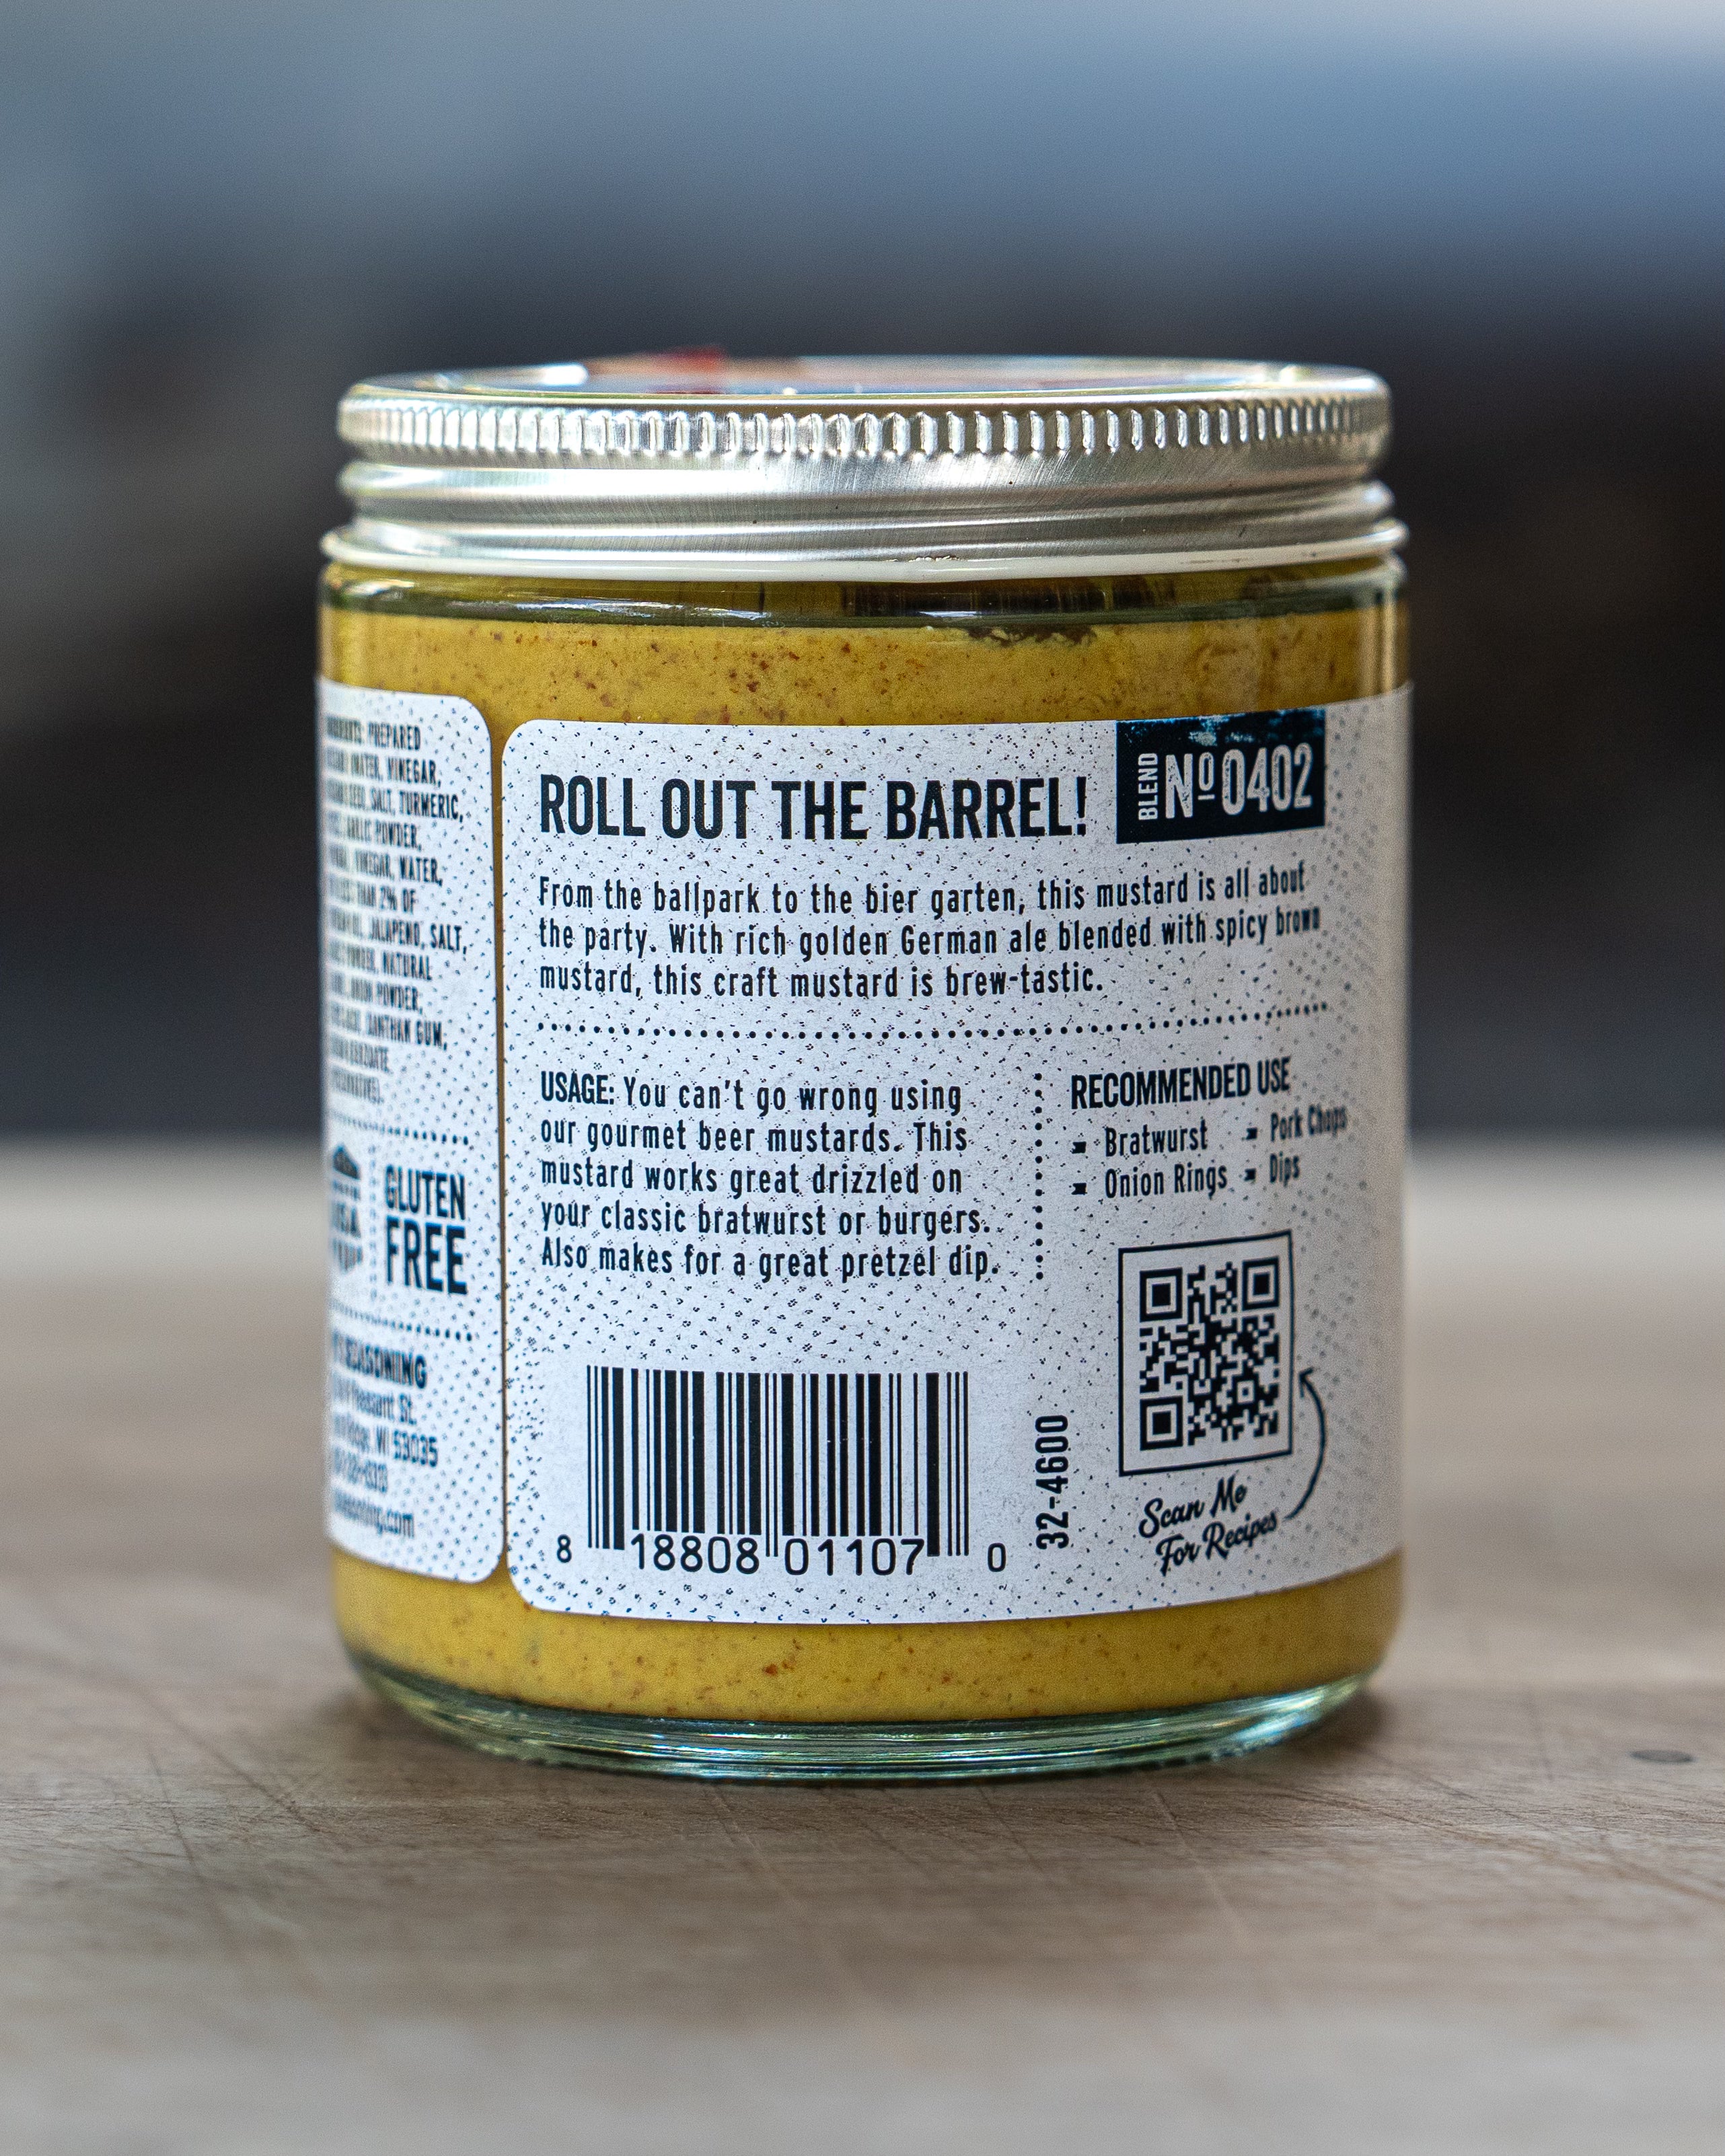 PREPARED
WATER, VINEGAR,
SEED, SALT, TURMERIC,
GARLIC POWDER,
VINEGAR, WATER,
LESS THAN 2% OF
JALAPENO, SALT,
NATURAL
POWDER,
XANTHAN GUM,
GLUTEN
FREE
SEASONING
Pleasant St.
WI 53035
ROLL OUT THE BARREL!
BLEND Nº 0402
From the ballpark to the bier garten, this mustard is all about
the party. With rich golden German ale blended with spicy brown
mustard, this craft mustard is brew-tastic.
USAGE: You can't go wrong using
our gourmet beer mustards. This
mustard works great drizzled on
your classic bratwurst or burgers.
Also makes for a great pretzel dip.
RECOMMENDED USE
Bratwurst Pork Chops
Onion Rings Dips
8 18808 01107 0
32-4600
Scan Me
For Recipes